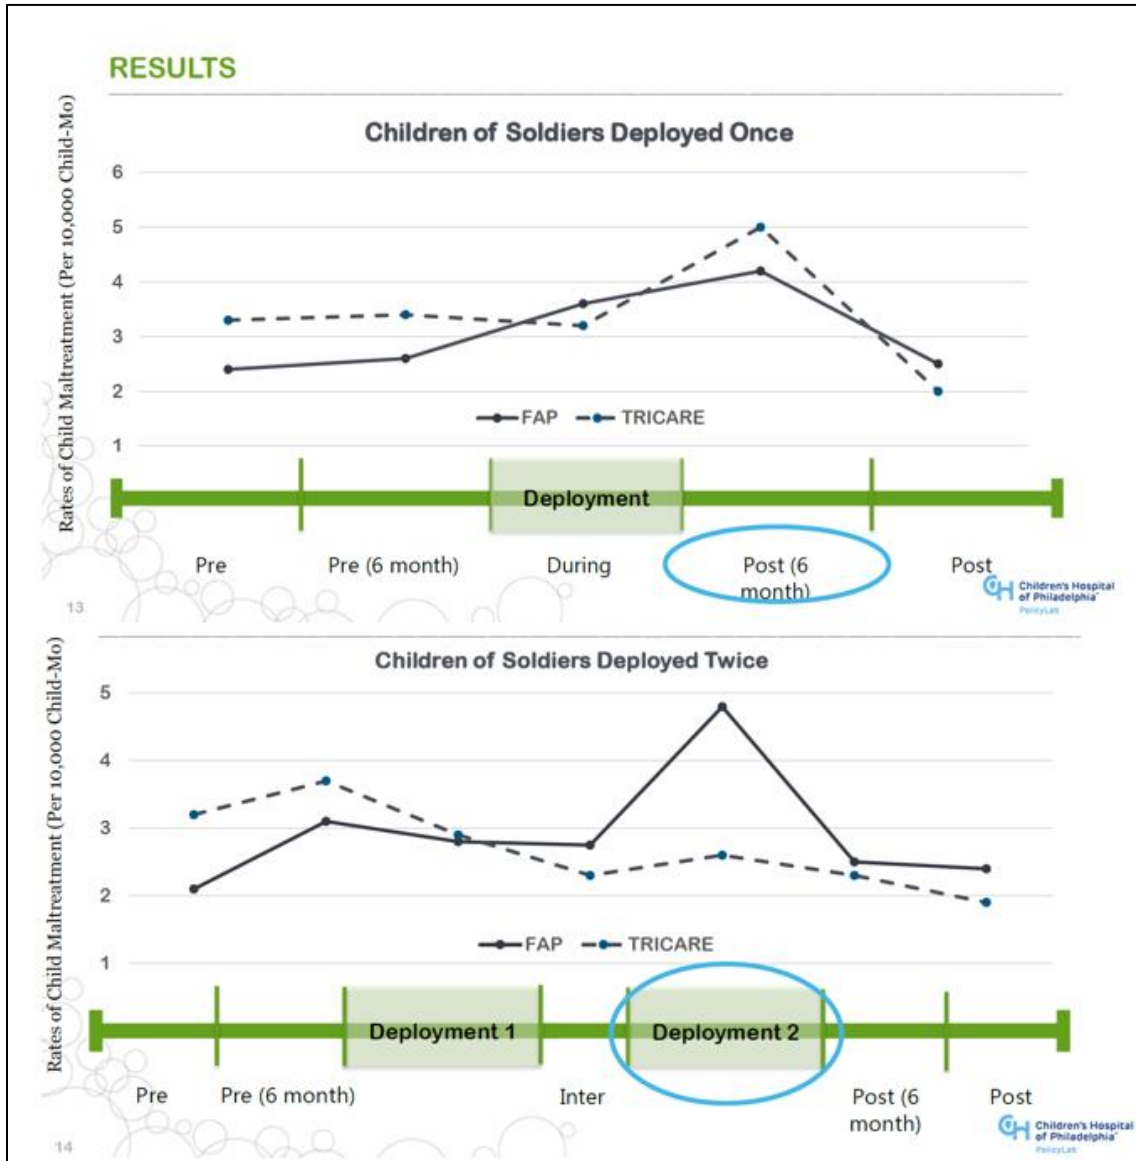 RESULTS
Children of Soldiers Deployed Once
Rates of Child Maltreatment (Per 10,000 Child-Mo)
6
5
4
3
2
1
FAP TRICARE
Deployment
Pre Pre (6 month) During Post (6 month) Post
Children's Hospital
of Philadelphia
PolicyLab
13
Children of Soldiers Deployed Twice
Rates of Child Maltreatment (Per 10,000 Child-Mo)
5
4
3
2
1
FAP TRICARE
Deployment 1 Deployment 2
Pre Pre (6 month) Inter Post (6 month) Post
Children's Hospital
of Philadelphia
PolicyLab
14